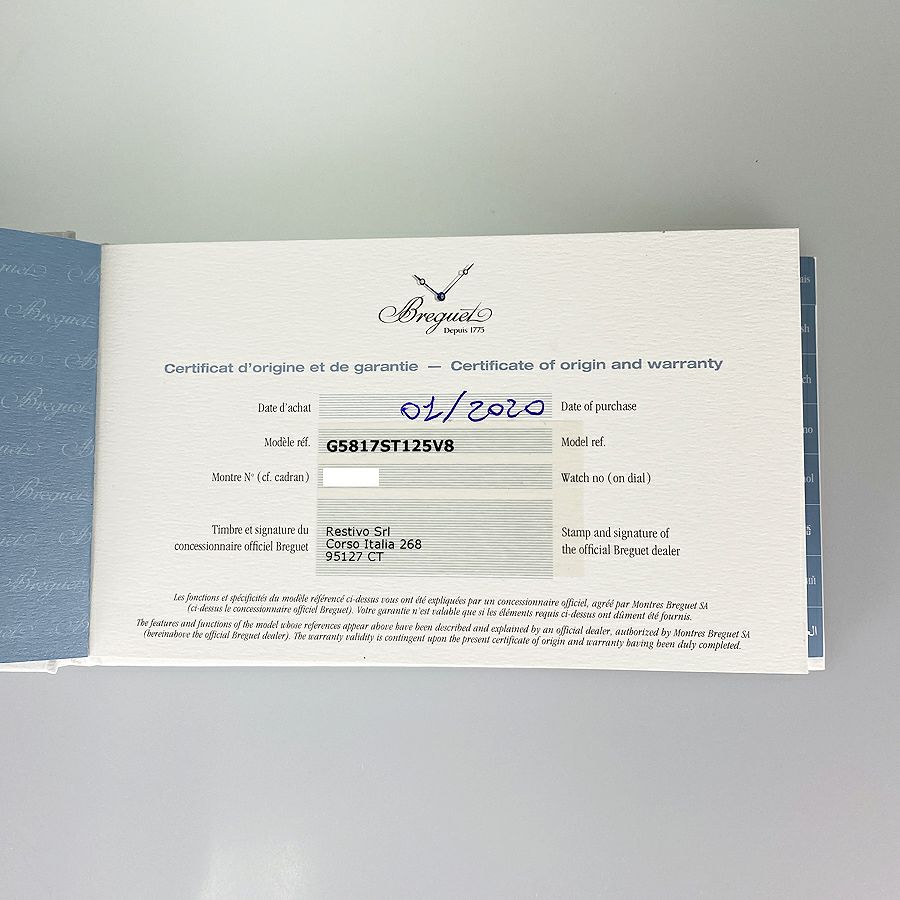 Breguet
Depuis 1775
Certificat d'origine et de garantie — Certificate of origin and warranty
Date d'achat 01/2020 Date of purchase
Modèle réf. G5817ST125V8 Model ref.
Montre N° (cf. cadran) Watch no (on dial)
Timbre et signature du
concessionnaire officiel Breguet
Restivo Srl
Corso Italia 268
95127 CT
Stamp and signature of
the official Breguet dealer
Les fonctions et spécificités du modèle référencé ci-dessus vous ont été expliquées par un concessionnaire officiel, agréé par Montres Breguet SA
(ci-dessus le concessionnaire officiel Breguet). Votre garantie n'est valable que si les éléments requis ci-dessus ont dûment été fournis.
The features and functions of the model whose references appear above have been described and explained by an official dealer, authorized by Montres Breguet SA
(hereinabove the official Breguet dealer). The warranty validity is contingent upon the present certificate of origin and warranty having been duly completed.